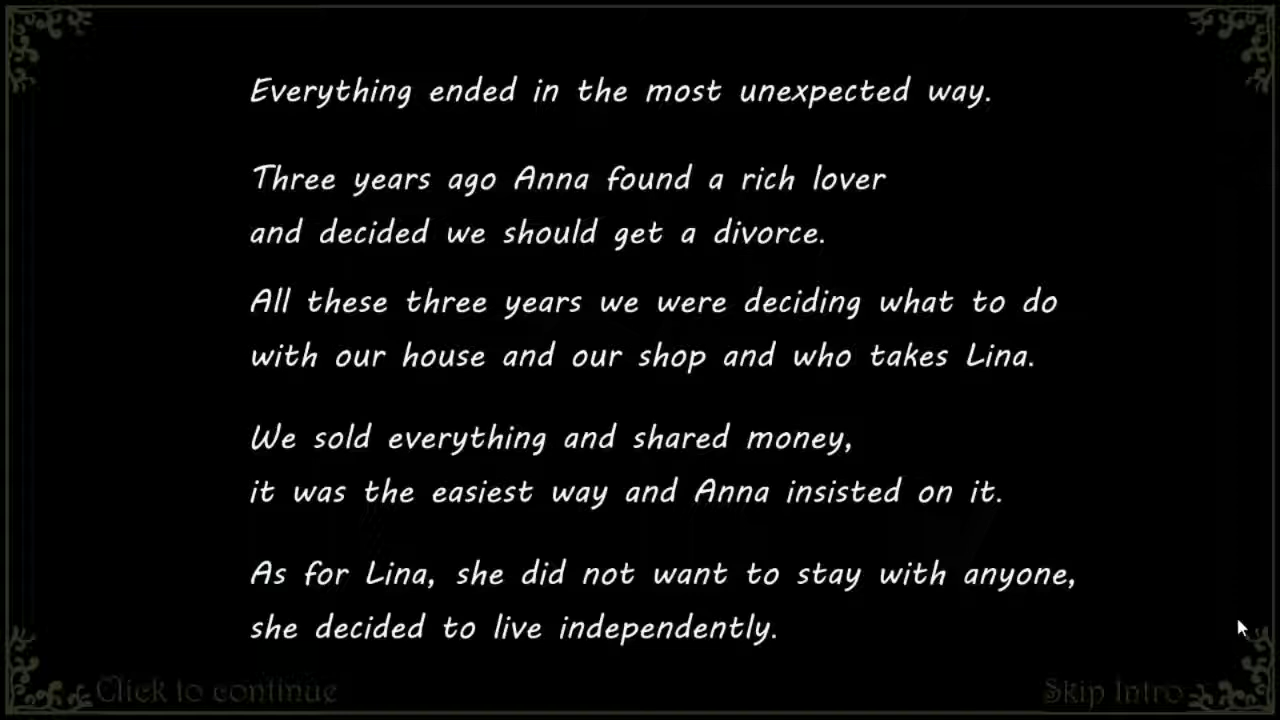 Everything ended in the most unexpected way.
Three years ago Anna found a rich lover
and decided we should get a divorce.
All these three years we were deciding what to do
with our house and our shop and who takes Lina.
We sold everything and shared money,
it was the easiest way and Anna insisted on it.
As for Lina, she did not want to stay with anyone,
she decided to live independently.
Click to continue
Skip Intro